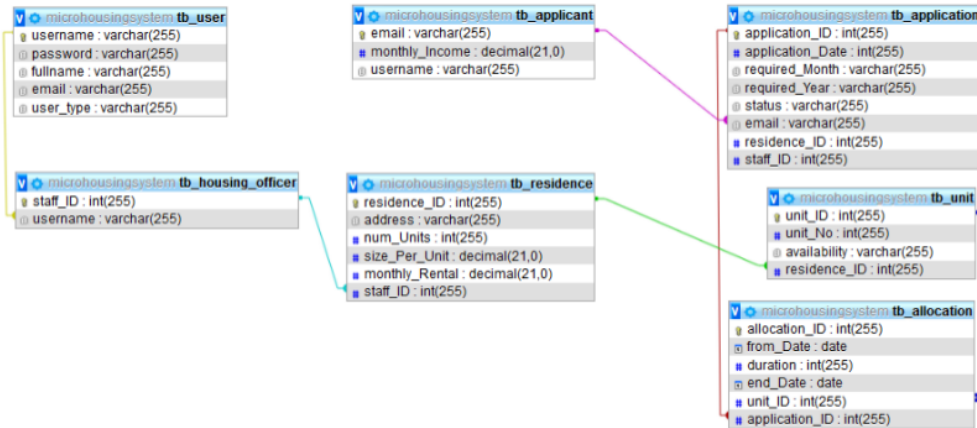 microhousingsystem tb_user
username : varchar(255)
password : varchar(255)
fullname : varchar(255)
email : varchar(255)
user_type : varchar(255)
microhousingsystem tb_applicant
email : varchar(255)
monthly_Income : decimal(21,0)
username : varchar(255)
microhousingsystem tb_application
application_ID : int(255)
application_Date : int(255)
required_Month : varchar(255)
required_Year : varchar(255)
status : varchar(255)
email : varchar(255)
residence_ID : int(255)
staff_ID : int(255)
microhousingsystem tb_housing_officer
staff_ID : int(255)
username : varchar(255)
microhousingsystem tb_residence
residence_ID : int(255)
address : varchar(255)
num_Units : int(255)
size_Per_Unit : decimal(21,0)
monthly_Rental : decimal(21,0)
staff_ID : int(255)
microhousingsystem tb_unit
unit_ID : int(255)
unit_No : int(255)
availability : varchar(255)
residence_ID : int(255)
microhousingsystem tb_allocation
allocation_ID : int(255)
from_Date : date
duration : int(255)
end_Date : date
unit_ID : int(255)
application_ID : int(255)